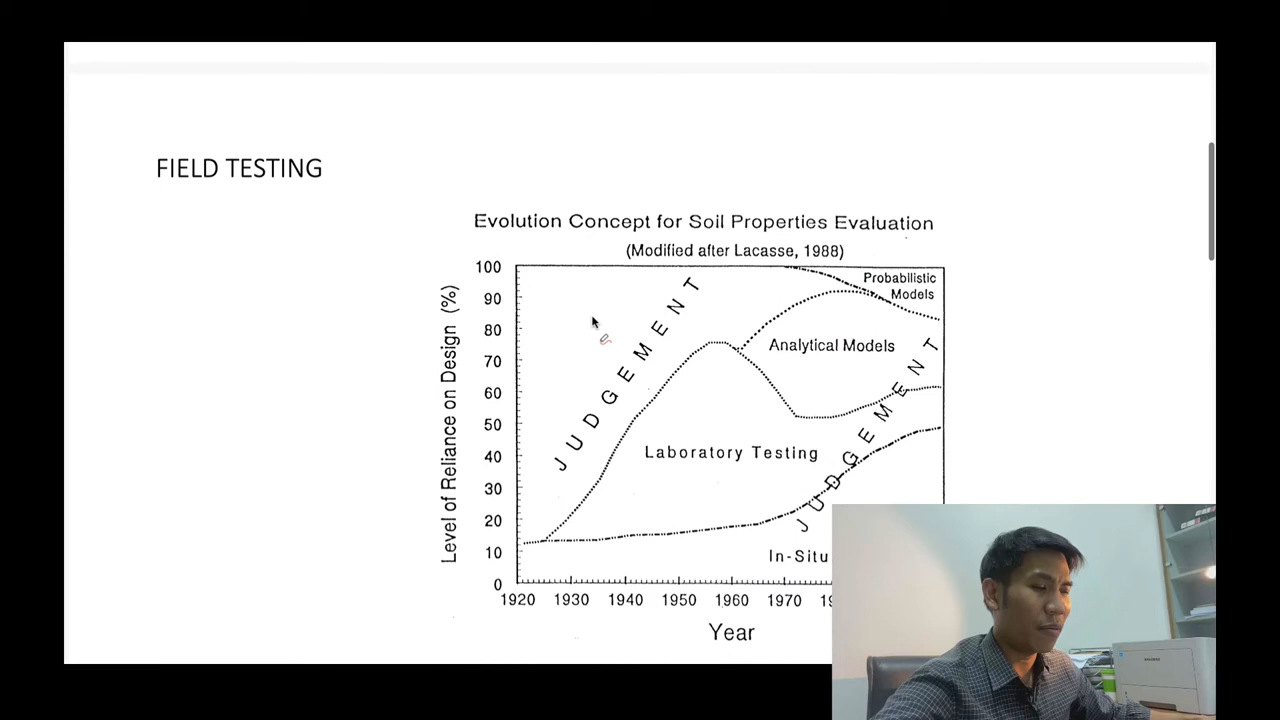 FIELD TESTING
Evolution Concept for Soil Properties Evaluation
(Modified after Lacasse, 1988)
Level of Reliance on Design (%)
100
90
80
70
60
50
40
30
20
10
0
JUDGEMENT
Probabilistic
Models
Analytical Models
JUDGEMENT
Laboratory Testing
In-Situ
1920 1930 1940 1950 1960 1970
Year